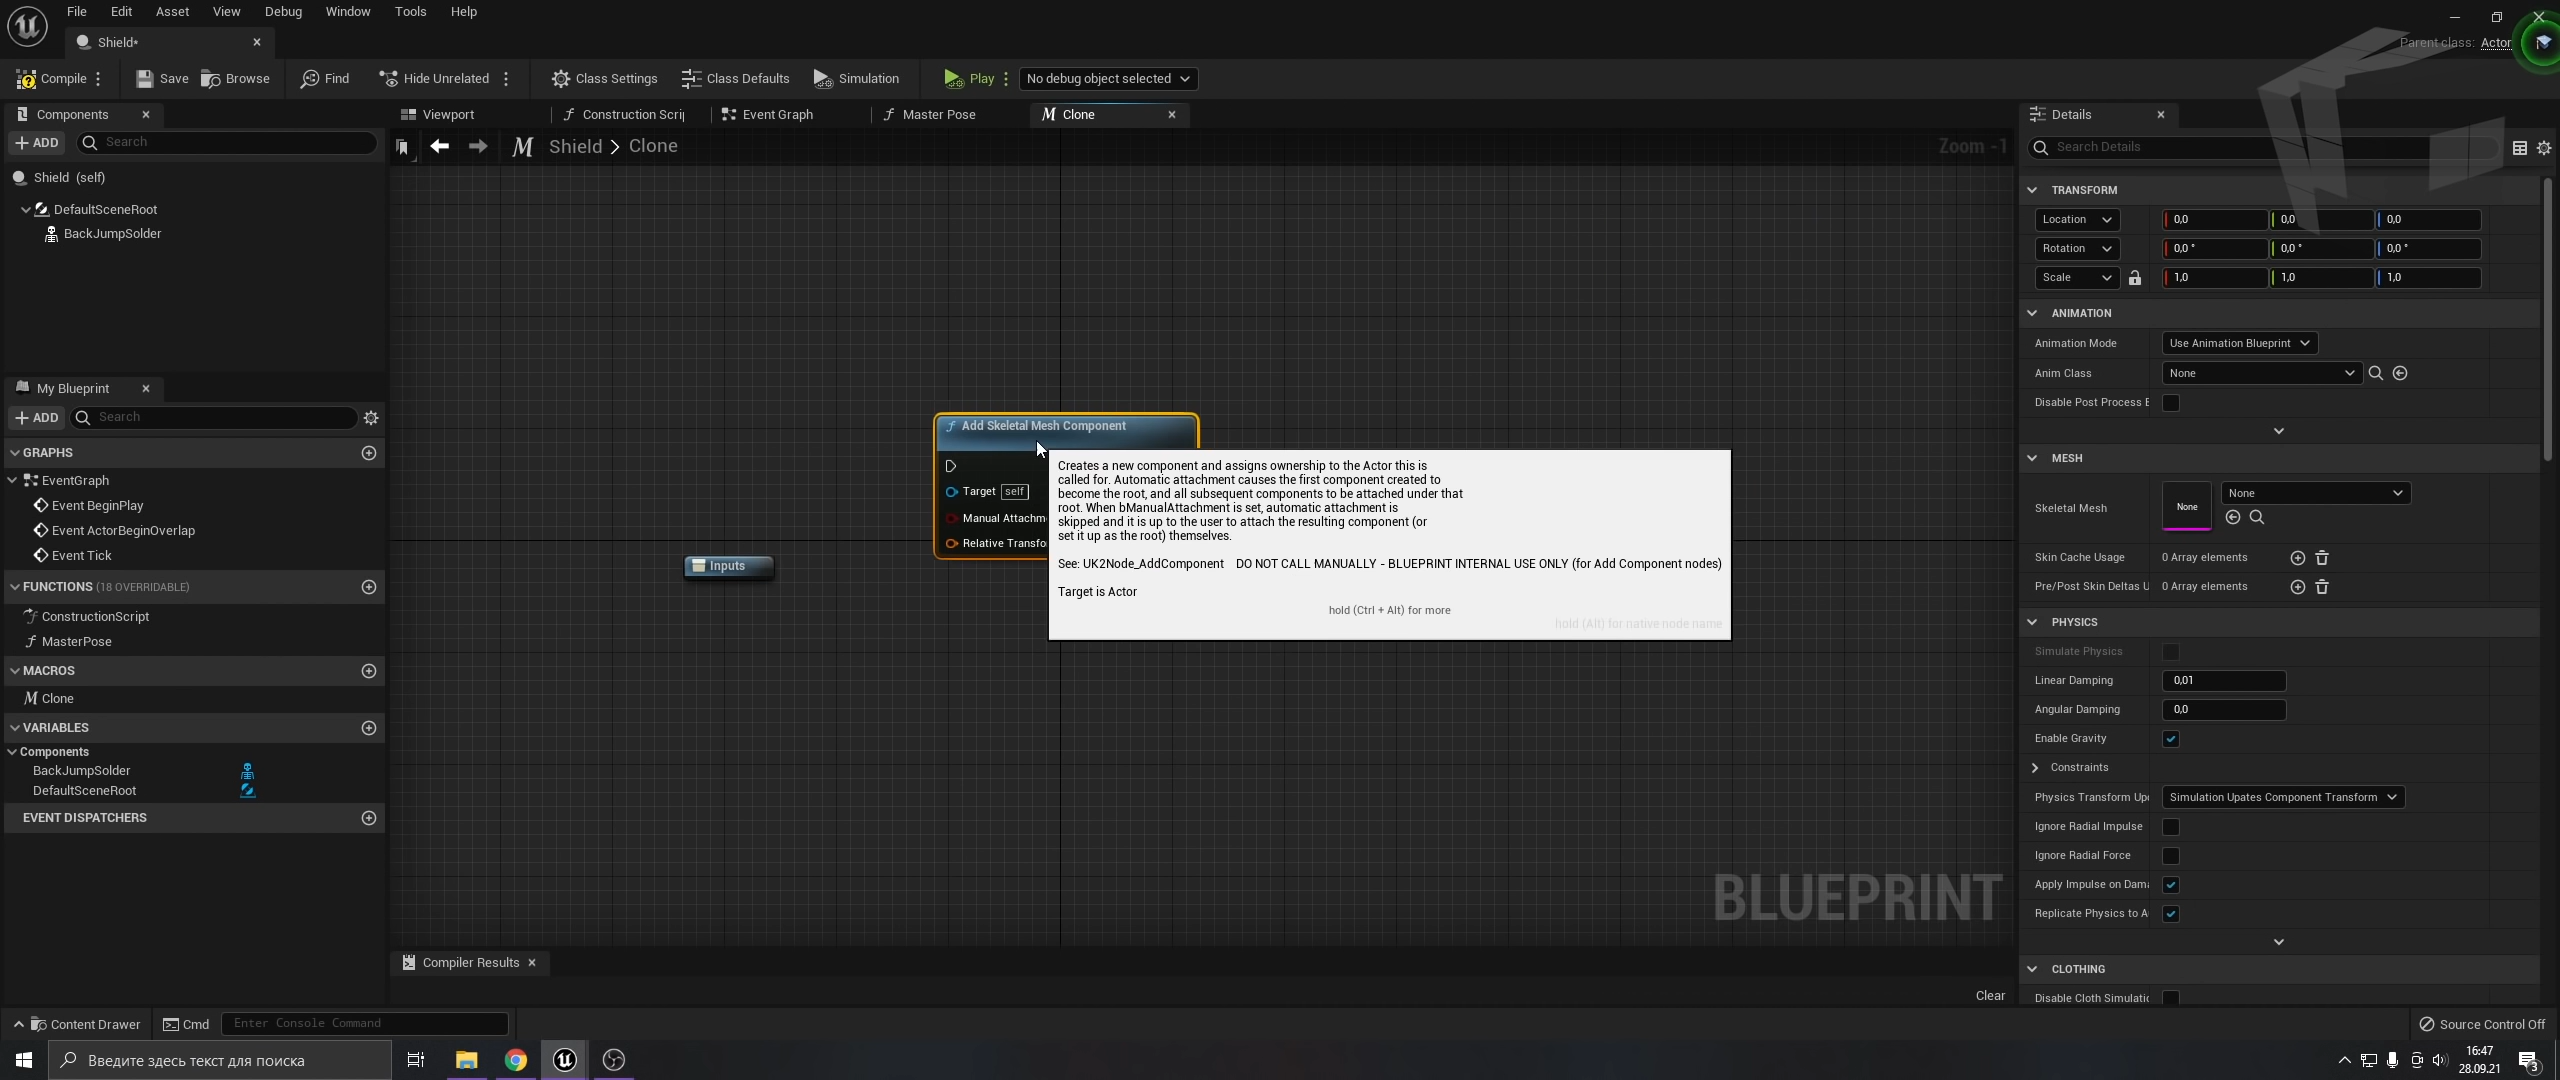 File Edit Asset View Debug Window Tools Help
Shield*
Parent class: Actor
Compile Save Browse Find Hide Unrelated Class Settings Class Defaults Simulation Play No debug object selected
Components
Viewport Construction Scrip Event Graph Master Pose Clone
Details
ADD Search
Shield > Clone
Zoom -1
Search Details
Shield (self)
DefaultSceneRoot
BackJumpSolder
TRANSFORM
Location 0,0 0,0 0,0
Rotation 0,0 ° 0,0 ° 0,0 °
Scale 1,0 1,0 1,0
ANIMATION
Animation Mode Use Animation Blueprint
Anim Class None
Disable Post Process B
MESH
Skeletal Mesh None None
Skin Cache Usage 0 Array elements
Pre/Post Skin Deltas U 0 Array elements
PHYSICS
Simulate Physics
Linear Damping 0,01
Angular Damping 0,0
Enable Gravity
Constraints
Physics Transform Upd Simulation Upates Component Transform
Ignore Radial Impulse
Ignore Radial Force
Apply Impulse on Dama
Replicate Physics to A
CLOTHING
Disable Cloth Simulatic
My Blueprint
ADD Search
GRAPHS
EventGraph
Event BeginPlay
Event ActorBeginOverlap
Event Tick
FUNCTIONS (18 OVERRIDABLE)
ConstructionScript
MasterPose
MACROS
Clone
VARIABLES
Components
BackJumpSolder
DefaultSceneRoot
EVENT DISPATCHERS
Add Skeletal Mesh Component
Target self
Manual Attachm
Relative Transfo
Inputs
Creates a new component and assigns ownership to the Actor this is
called for. Automatic attachment causes the first component created to
become the root, and all subsequent components to be attached under that
root. When bManualAttachment is set, automatic attachment is
skipped and it is up to the user to attach the resulting component (or
set it up as the root) themselves.
See: UK2Node_AddComponent DO NOT CALL MANUALLY - BLUEPRINT INTERNAL USE ONLY (for Add Component nodes)
Target is Actor
hold (Ctrl + Alt) for more
hold (Alt) for native node name
BLUEPRINT
Compiler Results
Clear
Content Drawer Cmd Enter Console Command
Source Control Off
Введите здесь текст для поиска
16:47
28.09.21
3